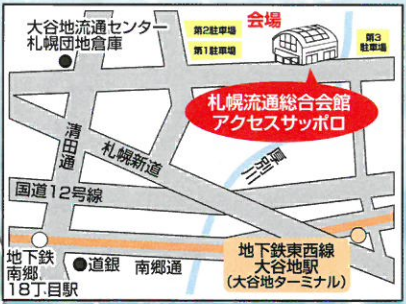 大谷地流通センター
札幌団地倉庫
第2駐車場
第1駐車場
会場
第3
駐車場
札幌流通総合会館
アクセスサッポロ
清田通
札幌新道
厚別川
国道12号線
地下鉄
南郷
18丁目駅
道銀
南郷通
地下鉄東西線
大谷地駅
(大谷地ターミナル)